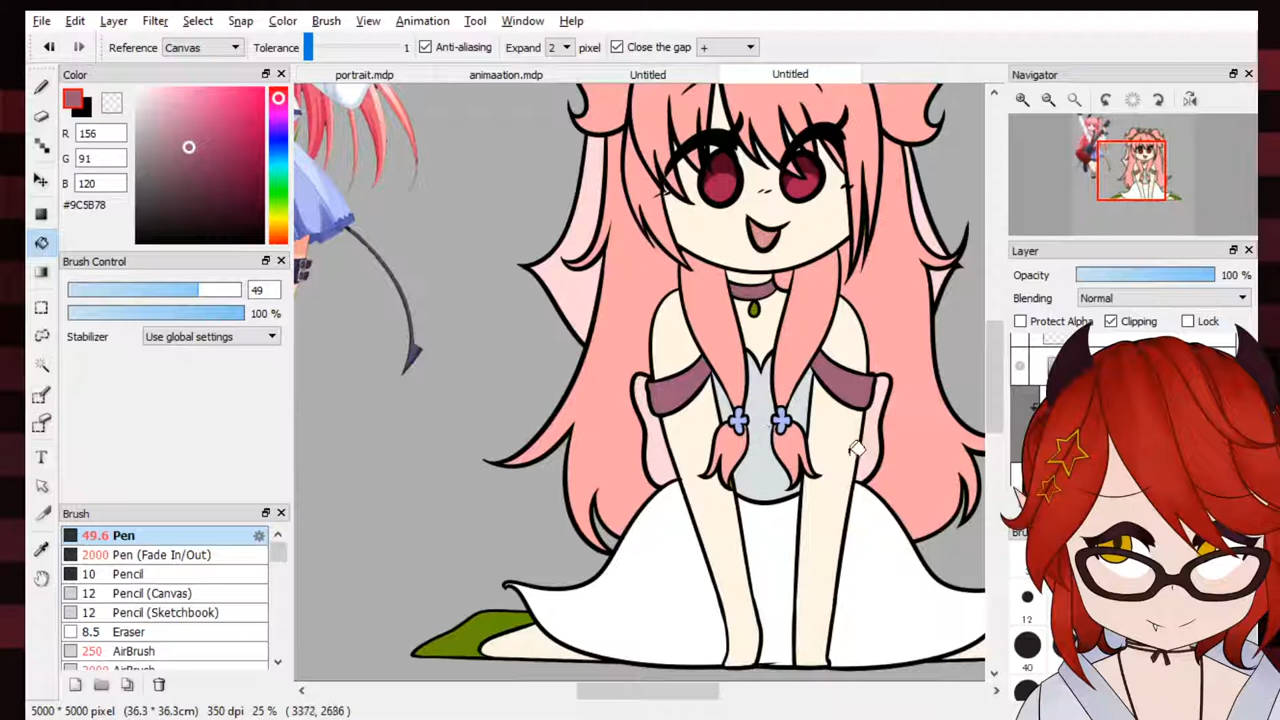 File Edit Layer Filter Select Snap Color Brush View Animation Tool Window Help
Reference Canvas Tolerance 1 Anti-aliasing Expand 2 pixel Close the gap +
Color
portrait.mdp animaation.mdp Untitled Untitled
Navigator
R 156
G 91
B 120
#9C5B78
Brush Control
49
100 %
Stabilizer Use global settings
Layer
Opacity 100 %
Blending Normal
Protect Alpha Clipping Lock
Brush
49.6 Pen
2000 Pen (Fade In/Out)
10 Pencil
12 Pencil (Canvas)
12 Pencil (Sketchbook)
8.5 Eraser
250 AirBrush
12
40
5000 * 5000 pixel (36.3 * 36.3cm) 350 dpi 25 % ( 3372, 2686 )